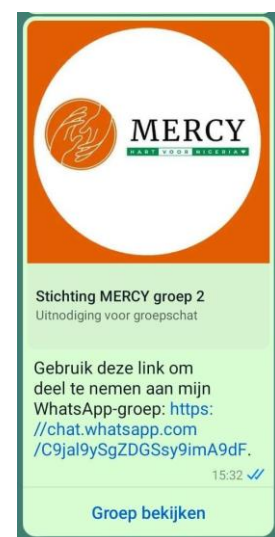 MERCY
HART VOOR NIGERIA
Stichting MERCY groep 2
Uitnodiging voor groepschat
Gebruik deze link om
deel te nemen aan mijn
WhatsApp-groep: https:
//chat.whatsapp.com
/C9jal9ySgZDGSsy9imA9dF.
15:32
Groep bekijken